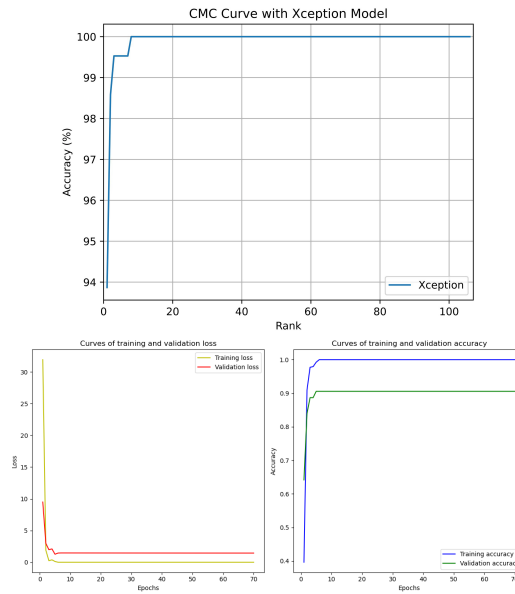 CMC Curve with Xception Model
100
99
98
97
96
95
94
Accuracy (%)
0 20 40 60 80 100
Rank
Xception
Curves of training and validation loss
Training loss
Validation loss
30
25
20
15
10
5
0
Loss
0 10 20 30 40 50 60 70
Epochs
Curves of training and validation accuracy
1.0
0.9
0.8
0.7
0.6
0.5
0.4
Accuracy
Training accuracy
Validation accurac
0 10 20 30 40 50 60 70
Epochs